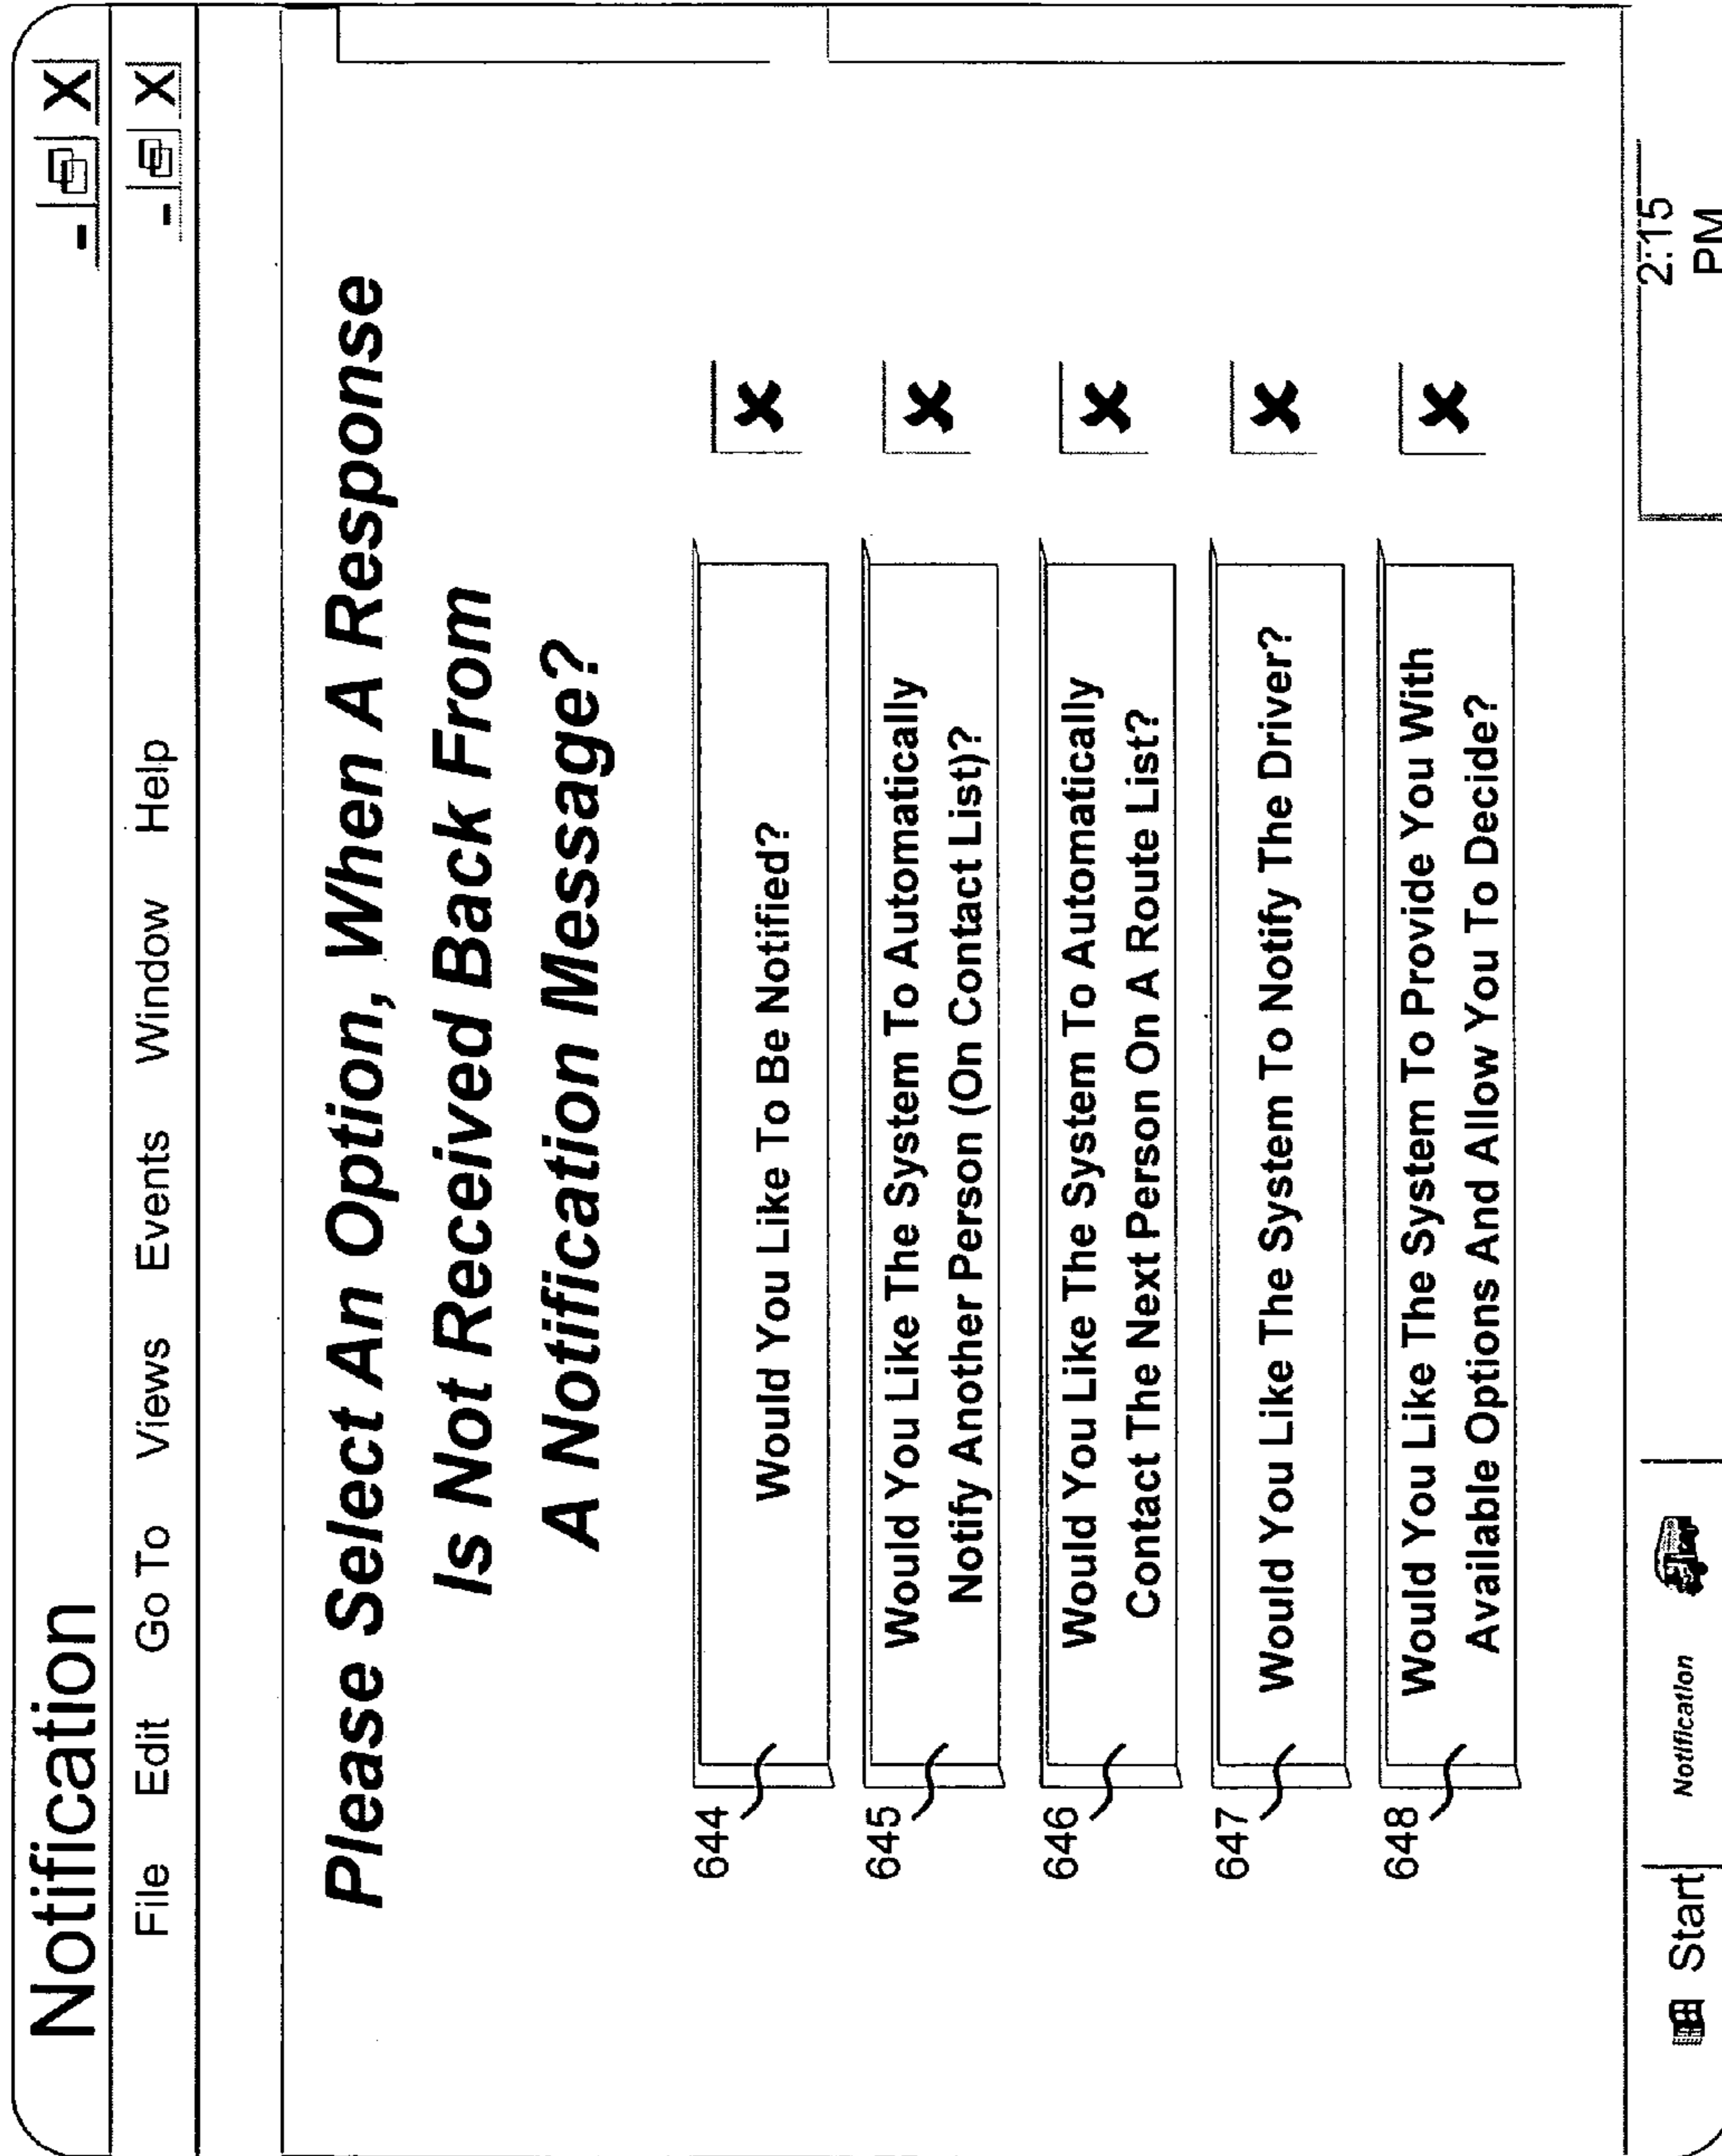 Notification
X
X
File Edit Go To Views Events Window Help
Please Select An Option, When A Response
Is Not Received Back From
A Notification Message?
644 Would You Like To Be Notified?
645 Would You Like The System To Automatically
Notify Another Person (On Contact List)?
646 Would You Like The System To Automatically
Contact The Next Person On A Route List?
647 Would You Like The System To Notify The Driver?
648 Would You Like The System To Provide You With
Available Options And Allow You To Decide?
Start Notification 2:15
PM